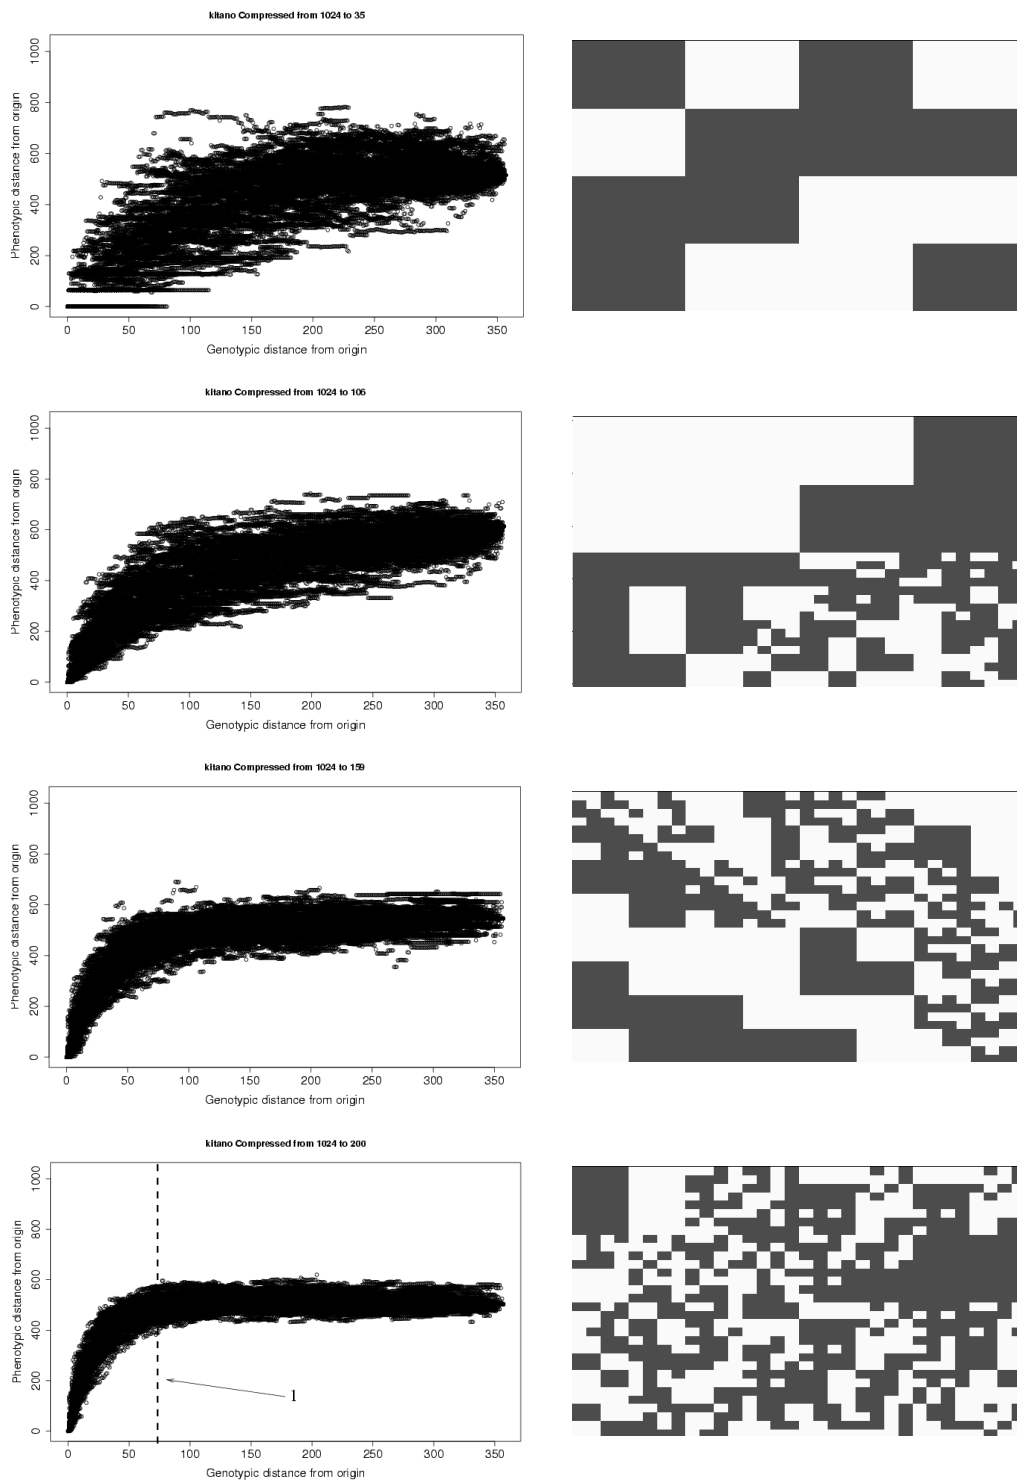 kitano Compressed from 1024 to 35
Phenotypic distance from origin
0 200 400 600 800 1000
0 50 100 150 200 250 300 350
Genotypic distance from origin
kitano Compressed from 1024 to 106
Phenotypic distance from origin
0 200 400 600 800 1000
0 50 100 150 200 250 300 350
Genotypic distance from origin
kitano Compressed from 1024 to 159
Phenotypic distance from origin
0 200 400 600 800 1000
0 50 100 150 200 250 300 350
Genotypic distance from origin
kitano Compressed from 1024 to 200
Phenotypic distance from origin
0 200 400 600 800 1000
1
0 50 100 150 200 250 300 350
Genotypic distance from origin